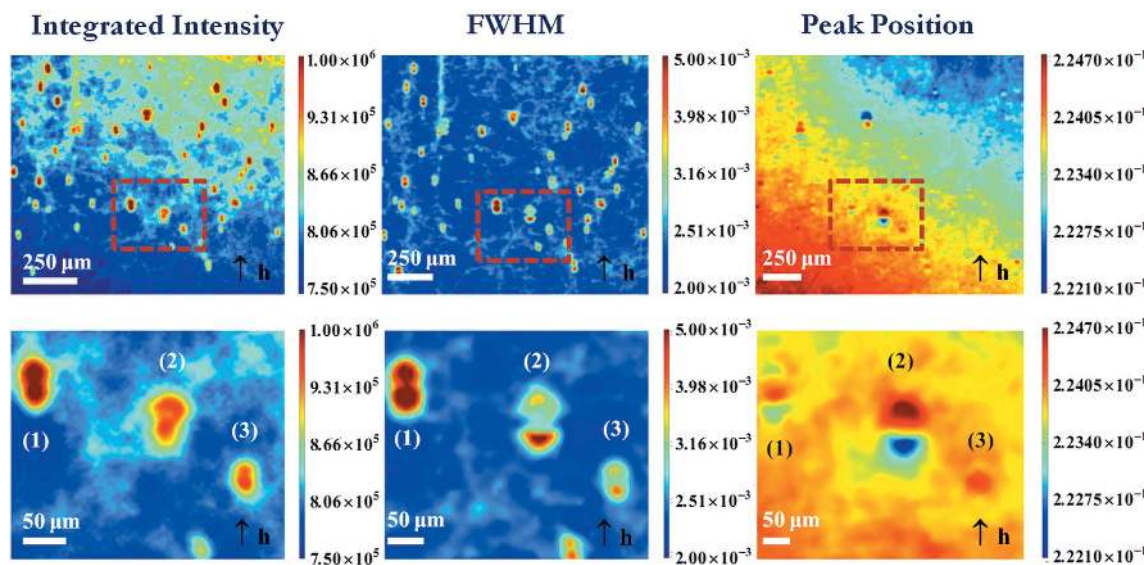 Integrated Intensity
FWHM
Peak Position
1.00×10⁶
9.31×10⁵
8.66×10⁵
8.06×10⁵
7.50×10⁵
250 μm
↑ h
5.00×10⁻³
3.98×10⁻³
3.16×10⁻³
2.51×10⁻³
2.00×10⁻³
250 μm
↑ h
2.2470×10⁻¹
2.2405×10⁻¹
2.2340×10⁻¹
2.2275×10⁻¹
2.2210×10⁻¹
250 μm
↑ h
1.00×10⁶
9.31×10⁵
8.66×10⁵
8.06×10⁵
7.50×10⁵
(2)
(1)
(3)
50 μm
↑ h
5.00×10⁻³
3.98×10⁻³
3.16×10⁻³
2.51×10⁻³
2.00×10⁻³
(2)
(1)
(3)
50 μm
↑ h
2.2470×10⁻¹
2.2405×10⁻¹
2.2340×10⁻¹
2.2275×10⁻¹
2.2210×10⁻¹
(2)
(1)
(3)
50 μm
↑ h